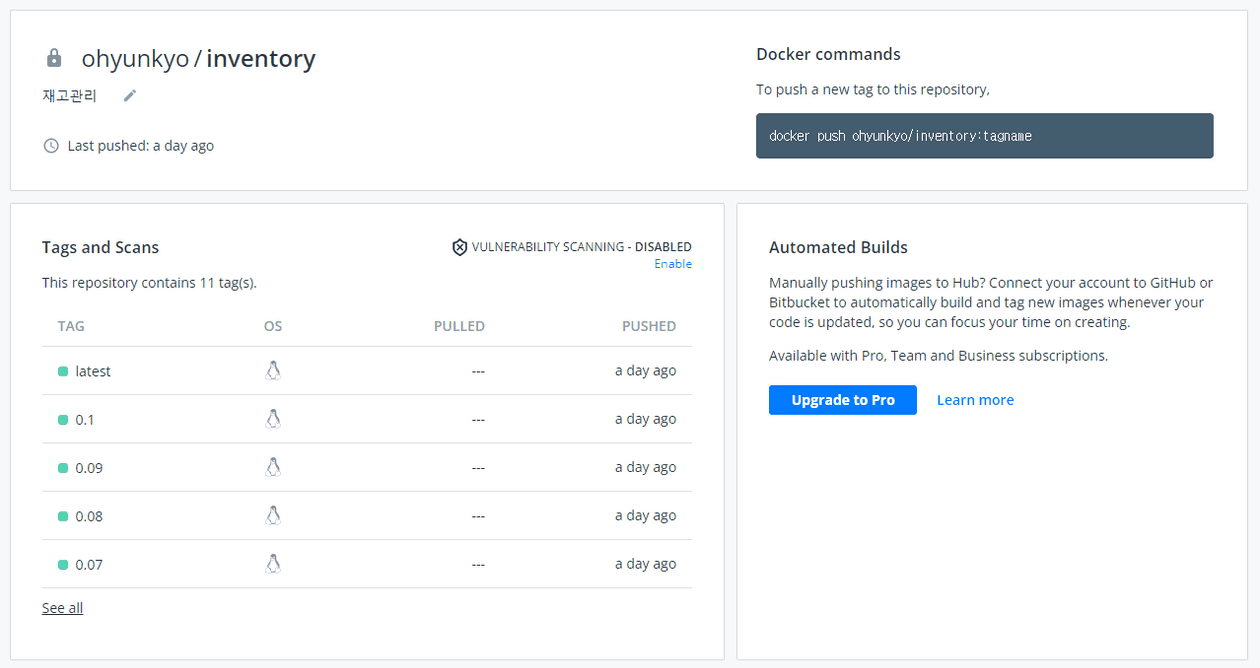 ohyunkyo / inventory
재고관리
Last pushed: a day ago
Docker commands
To push a new tag to this repository,
docker push ohyunkyo/inventory:tagname
Tags and Scans
VULNERABILITY SCANNING - DISABLED
Enable
This repository contains 11 tag(s).
TAG OS PULLED PUSHED
latest --- a day ago
0.1 --- a day ago
0.09 --- a day ago
0.08 --- a day ago
0.07 --- a day ago
See all
Automated Builds
Manually pushing images to Hub? Connect your account to GitHub or
Bitbucket to automatically build and tag new images whenever your
code is updated, so you can focus your time on creating.
Available with Pro, Team and Business subscriptions.
Upgrade to Pro Learn more